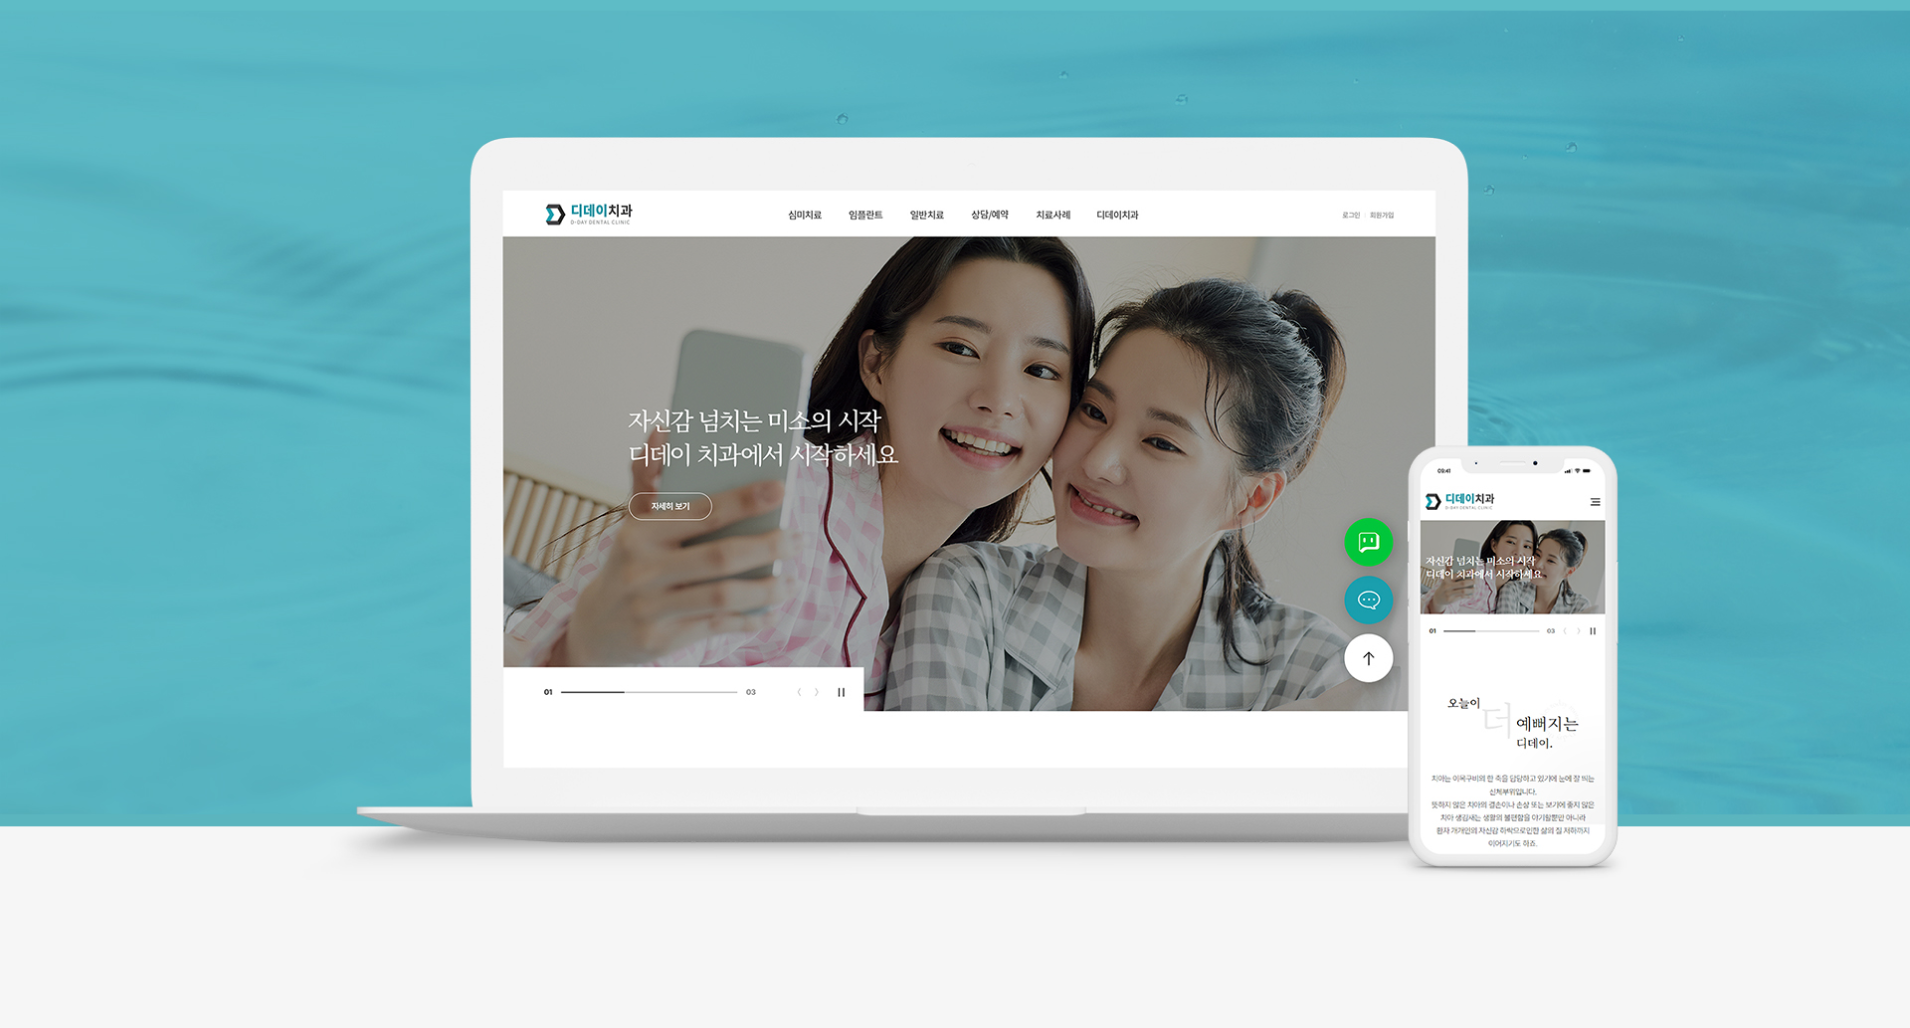 디데이치과
D-DAY DENTAL CLINIC
심미치료 임플란트 일반치료 상담/예약 치료사례 디데이치과
로그인 회원가입
자신감 넘치는 미소의 시작
디데이 치과에서 시작하세요
자세히 보기
01 03
09:41
디데이치과
D-DAY DENTAL CLINIC
자신감 넘치는 미소의 시작
디데이 치과에서 시작하세요
01 03
오늘이
더 예뻐지는
디데이.
치아는 이목구비의 한 축을 담당하고 있기에 눈에 잘 띄는
신체부위입니다.
뜻하지 않은 치아의 결손이나 손상 또는 보기에 좋지 않은
치아 생김새는 생활의 불편함을 야기할뿐만 아니라
환자 개개인의 자신감 하락으로인한 삶의 질 저하까지
이어지기도 하죠.